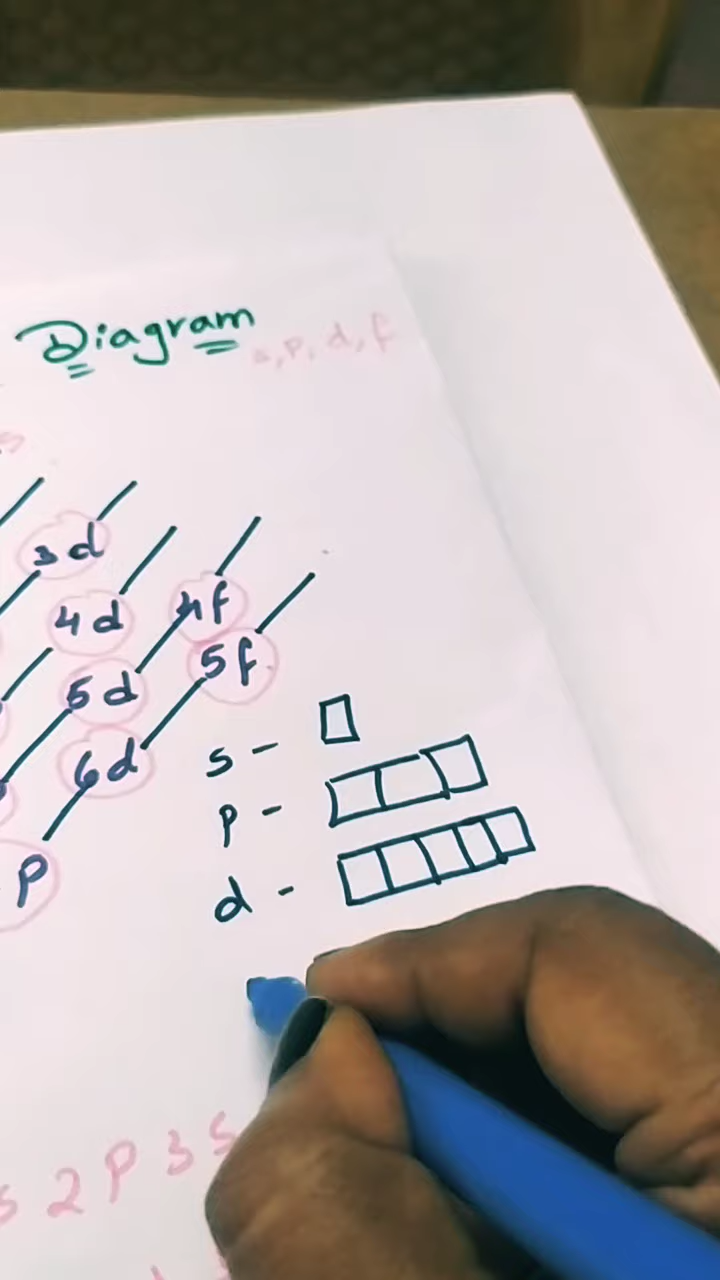 Diagram
s, p, d, f
s
3d
4d 4f
5d 5f
6d
p
s -
p -
d -
s 2p 3s